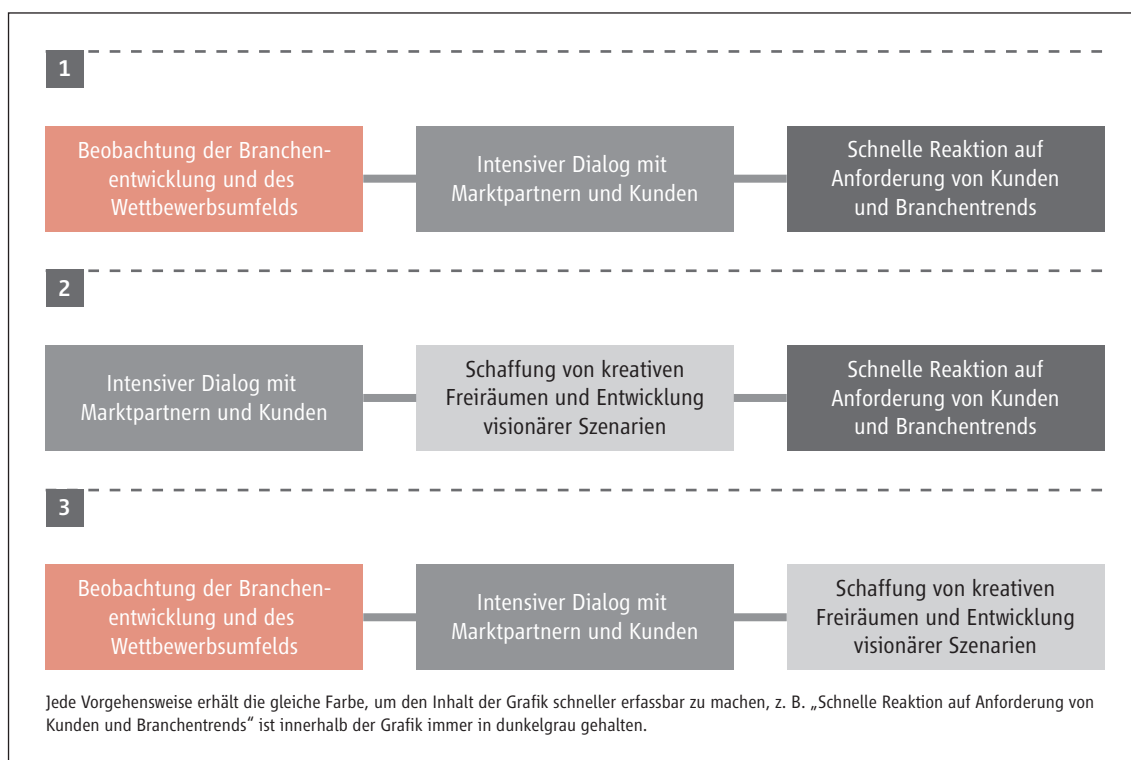 1
Beobachtung der Branchen-
entwicklung und des
Wettbewerbsumfelds
Intensiver Dialog mit
Marktpartnern und Kunden
Schnelle Reaktion auf
Anforderung von Kunden
und Branchentrends
2
Intensiver Dialog mit
Marktpartnern und Kunden
Schaffung von kreativen
Freiräumen und Entwicklung
visionärer Szenarien
Schnelle Reaktion auf
Anforderung von Kunden
und Branchentrends
3
Beobachtung der Branchen-
entwicklung und des
Wettbewerbsumfelds
Intensiver Dialog mit
Marktpartnern und Kunden
Schaffung von kreativen
Freiräumen und Entwicklung
visionärer Szenarien
Jede Vorgehensweise erhält die gleiche Farbe, um den Inhalt der Grafik schneller erfassbar zu machen, z. B. „Schnelle Reaktion auf Anforderung von
Kunden und Branchentrends“ ist innerhalb der Grafik immer in dunkelgrau gehalten.